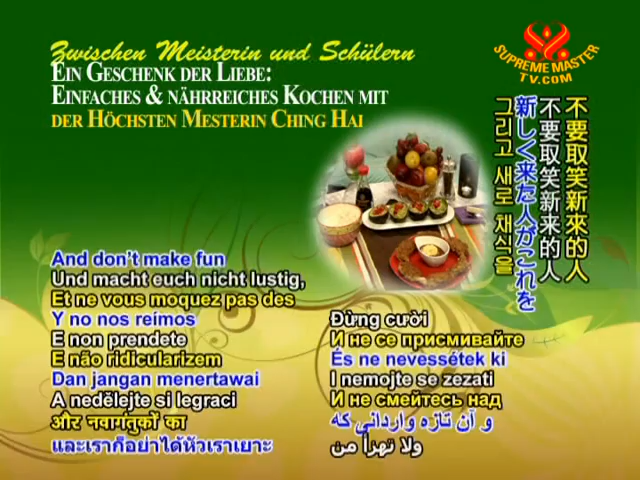 Zwischen Meisterin und Schülern
EIN GESCHENK DER LIEBE:
EINFACHES & NÄHRREICHES KOCHEN MIT
DER HÖCHSTEN MESTERIN CHING HAI
SUPREME MASTER
TV.COM
不要取笑新來的人
不要取笑新来的人
新しく来た人がこれを
그리고 새로 채식을
And don't make fun
Und macht euch nicht lustig,
Et ne vous moquez pas des
Y no nos reímos
E non prendete
E não ridicularizem
Dan jangan menertawai
A nedělejte si legraci
और नवागंतुकों का
และเราก็อย่าได้หัวเราเยาะ
Đừng cười
И не се присмивайте
És ne nevessétek ki
I nemojte se zezati
И не смейтесь над
و آن تازه واردانی که
ولا تهزأ من